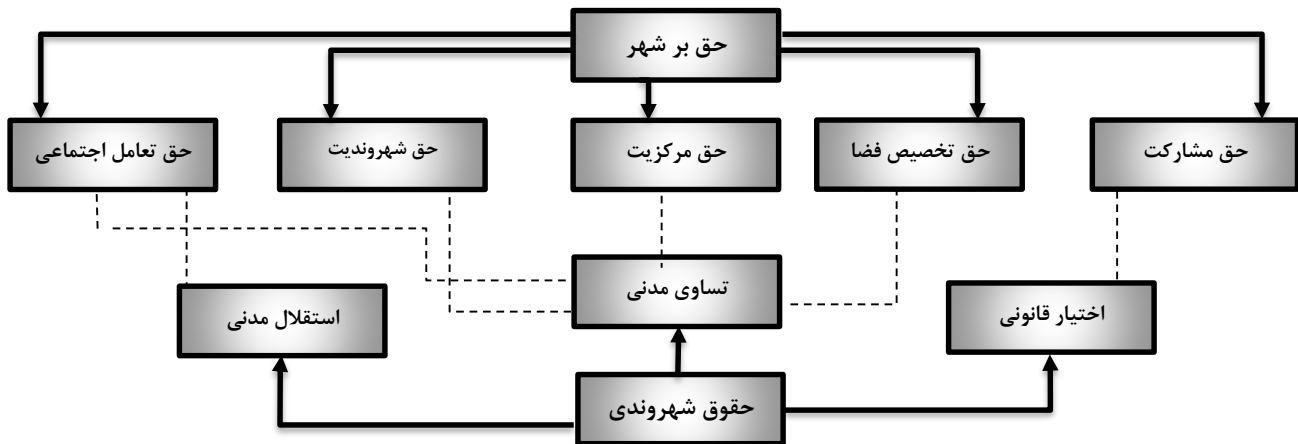 حق بر شهر
حق مشارکت
حق تخصیص فضا
حق مرکزیت
حق شهروندیت
حق تعامل اجتماعی
اختیار قانونی
تساوی مدنی
استقلال مدنی
حقوق شهروندی